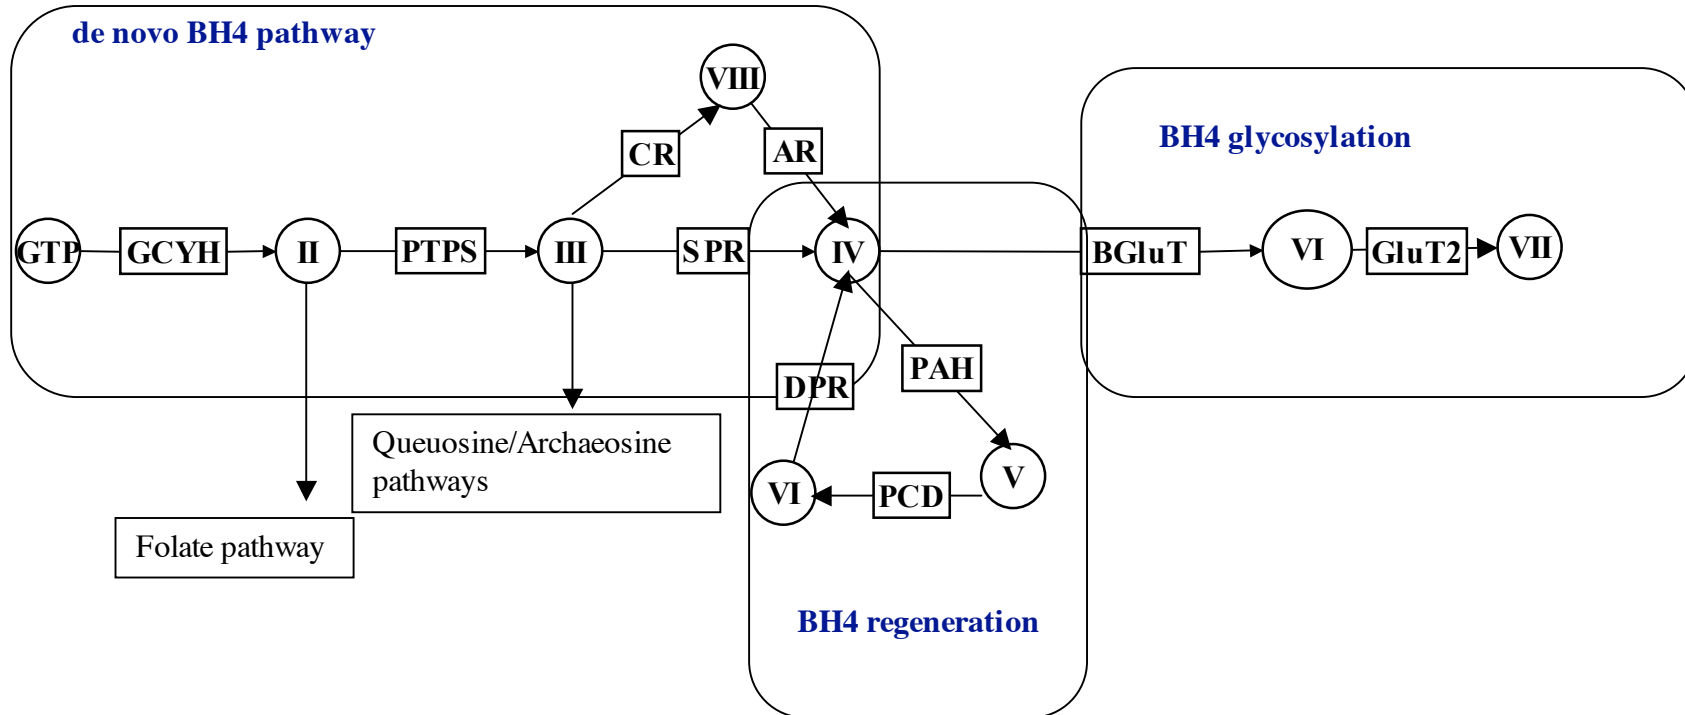 de novo BH4 pathway
VIII
BH4 glycosylation
CR
AR
GTP
GCYH
II
PTPS
III
SPR
IV
BGluT
VI
GluT2
VII
DPR
PAH
Queuosine/Archaeosine
pathways
VI
PCD
V
Folate pathway
BH4 regeneration